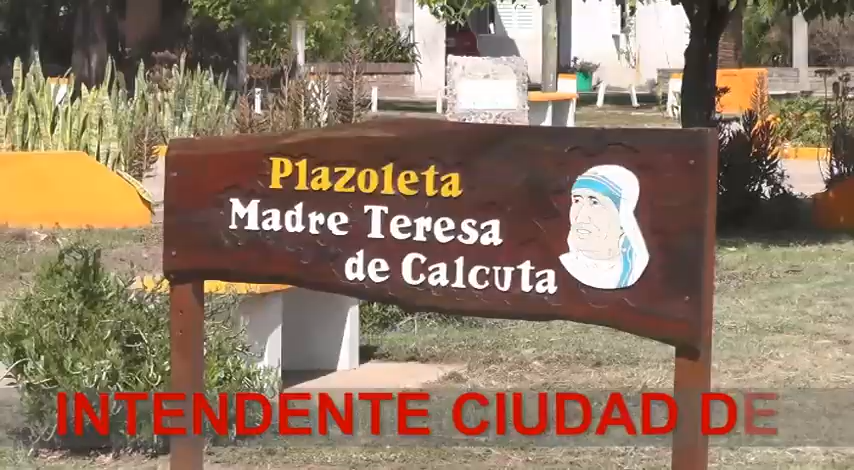 Plazoleta
Madre Teresa
de Calcuta
INTENDENTE CIUDAD DE